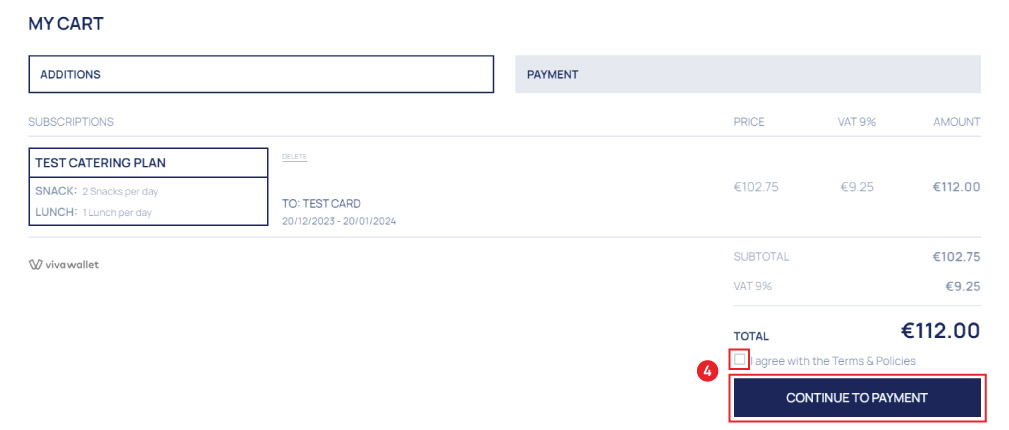 MY CART
ADDITIONS
PAYMENT
SUBSCRIPTIONS PRICE VAT 9% AMOUNT
TEST CATERING PLAN
SNACK: 2 Snacks per day
LUNCH: 1 Lunch per day
DELETE
TO: TEST CARD
20/12/2023 - 20/01/2024
€102.75 €9.25 €112.00
viva wallet
SUBTOTAL €102.75
VAT 9% €9.25
TOTAL €112.00
I agree with the Terms & Policies
4
CONTINUE TO PAYMENT